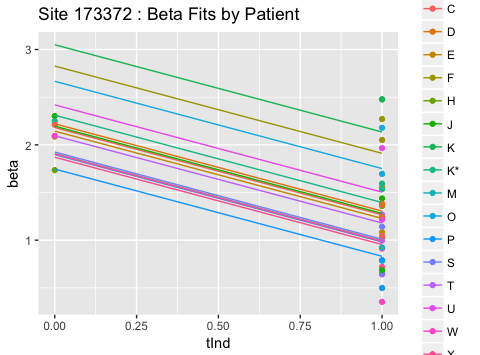 Site 173372 : Beta Fits by Patient
3
2
1
beta
0.00 0.25 0.50 0.75 1.00
tInd
C
D
E
F
H
J
K
K*
M
O
P
S
T
U
W